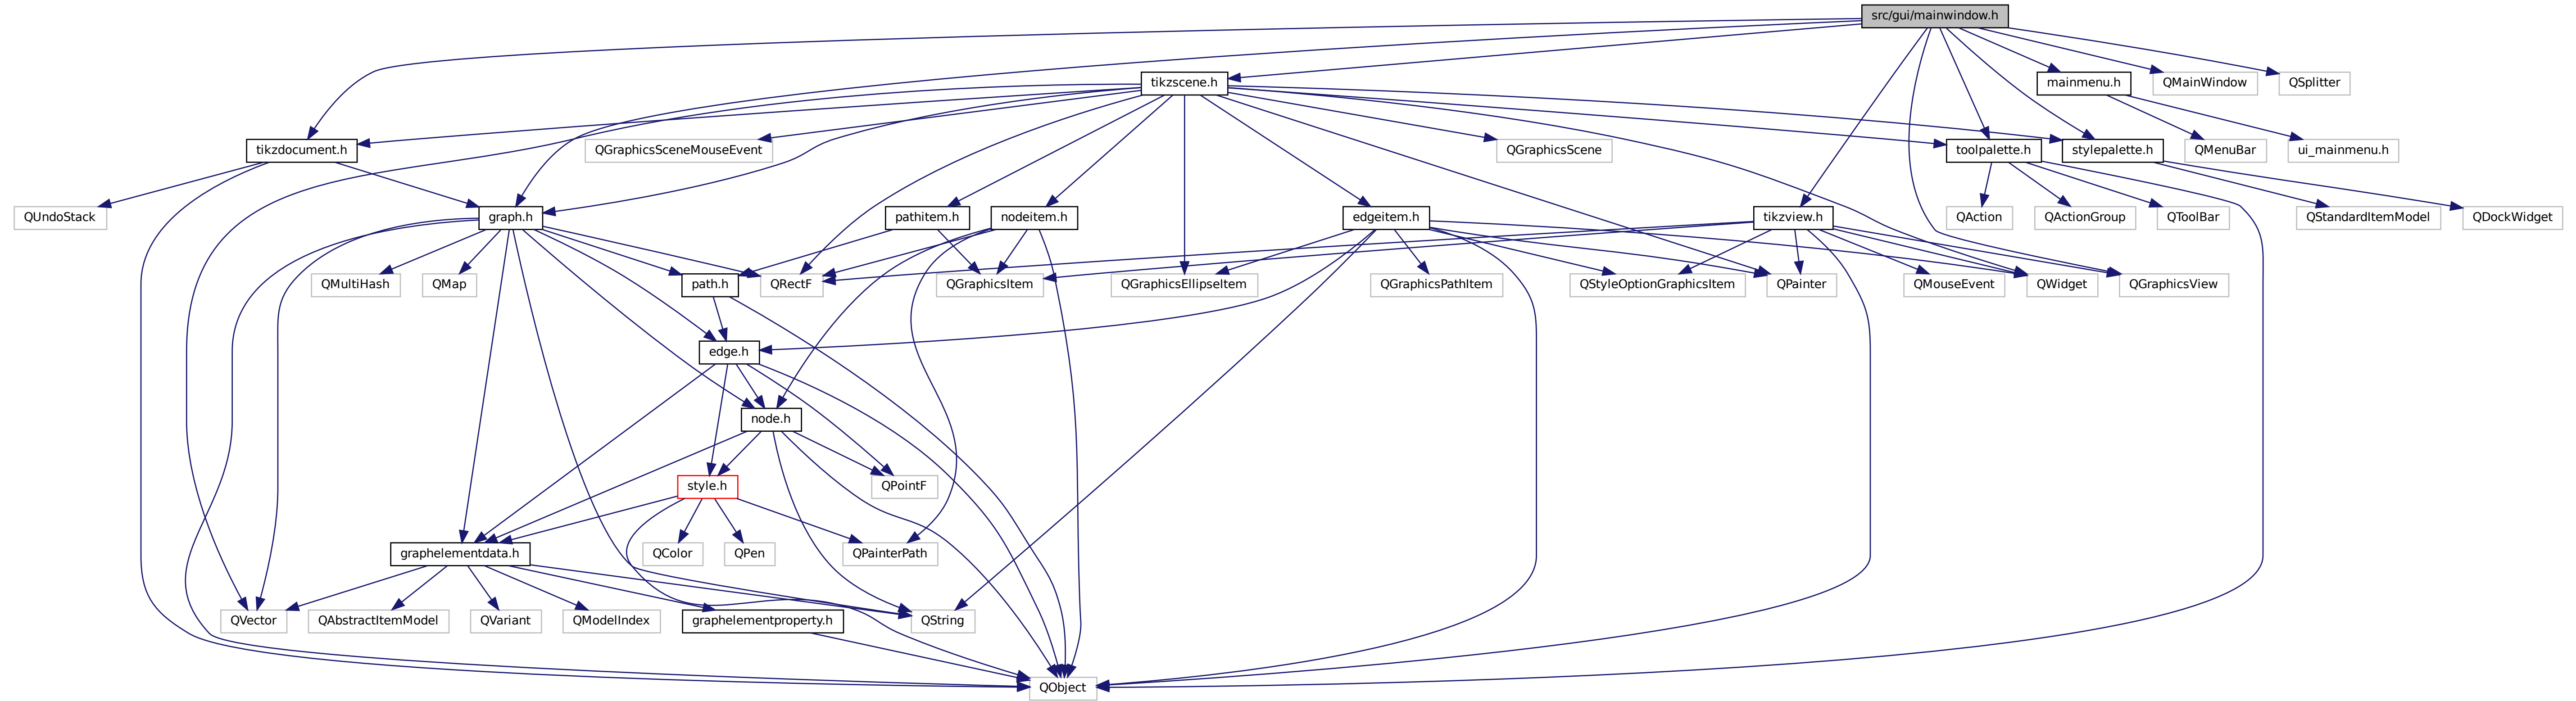 src/gui/mainwindow.h
tikzscene.h
mainmenu.h
QMainWindow
QSplitter
tikzdocument.h
QGraphicsSceneMouseEvent
QGraphicsScene
toolpalette.h
stylepalette.h
QMenuBar
ui_mainmenu.h
QUndoStack
graph.h
pathitem.h
nodeitem.h
edgeitem.h
tikzview.h
QAction
QActionGroup
QToolBar
QStandardItemModel
QDockWidget
QMultiHash
QMap
path.h
QRectF
QGraphicsItem
QGraphicsEllipseItem
QGraphicsPathItem
QStyleOptionGraphicsItem
QPainter
QMouseEvent
QWidget
QGraphicsView
edge.h
node.h
style.h
QPointF
graphelementdata.h
QColor
QPen
QPainterPath
QVector
QAbstractItemModel
QVariant
QModelIndex
graphelementproperty.h
QString
QObject